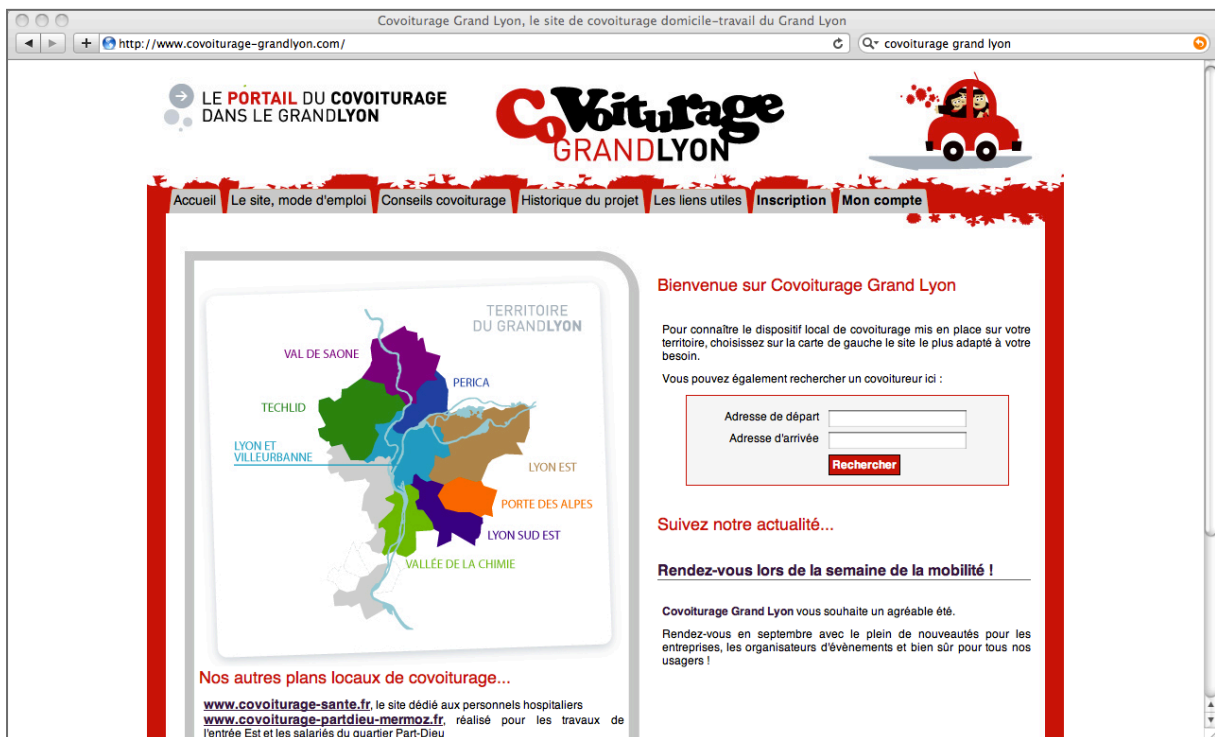 Covoiturage Grand Lyon, le site de covoiturage domicile-travail du Grand Lyon
http://www.covoiturage-grandlyon.com/
covoiturage grand lyon
LE PORTAIL DU COVOITURAGE
DANS LE GRANDLYON
CoVoiturage
GRANDLYON
Accueil
Le site, mode d'emploi
Conseils covoiturage
Historique du projet
Les liens utiles
Inscription
Mon compte
TERRITOIRE
DU GRANDLYON
VAL DE SAONE
PERICA
TECHLID
LYON ET
VILLEURBANNE
LYON EST
PORTE DES ALPES
LYON SUD EST
VALLÉE DE LA CHIMIE
Nos autres plans locaux de covoiturage...
www.covoiturage-sante.fr, le site dédié aux personnels hospitaliers
www.covoiturage-partdieu-mermoz.fr, réalisé pour les travaux de
l'entrée Est et les salariés du quartier Part-Dieu
Bienvenue sur Covoiturage Grand Lyon
Pour connaître le dispositif local de covoiturage mis en place sur votre
territoire, choisissez sur la carte de gauche le site le plus adapté à votre
besoin.
Vous pouvez également rechercher un covoitureur ici :
Adresse de départ
Adresse d'arrivée
Rechercher
Suivez notre actualité...
Rendez-vous lors de la semaine de la mobilité !
Covoiturage Grand Lyon vous souhaite un agréable été.
Rendez-vous en septembre avec le plein de nouveautés pour les
entreprises, les organisateurs d'évènements et bien sûr pour tous nos
usagers !